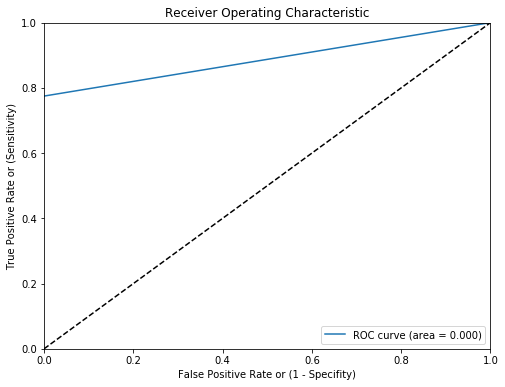 Receiver Operating Characteristic
True Positive Rate or (Sensitivity)
1.0
0.8
0.6
0.4
0.2
0.0
ROC curve (area = 0.000)
0.0 0.2 0.4 0.6 0.8 1.0
False Positive Rate or (1 - Specifity)